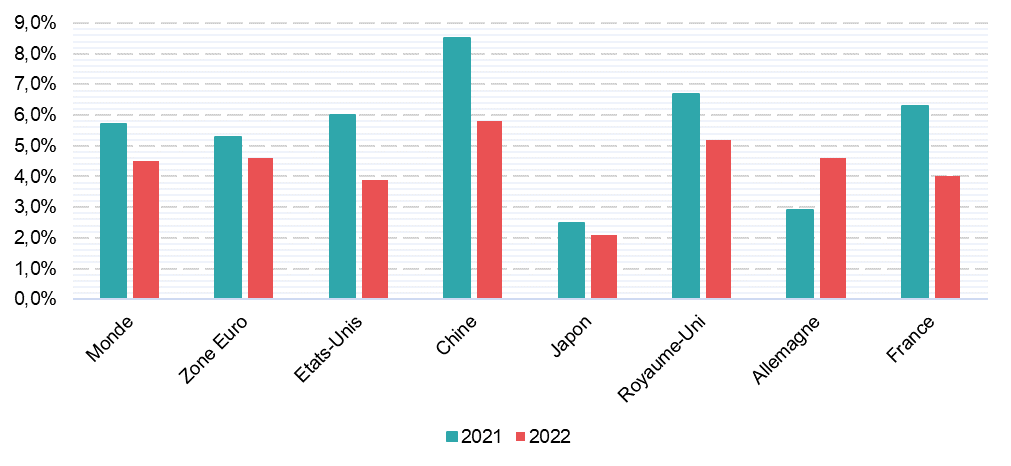 9,0%
8,0%
7,0%
6,0%
5,0%
4,0%
3,0%
2,0%
1,0%
0,0%
Monde
Zone Euro
Etats-Unis
Chine
Japon
Royaume-Uni
Allemagne
France
2021 2022